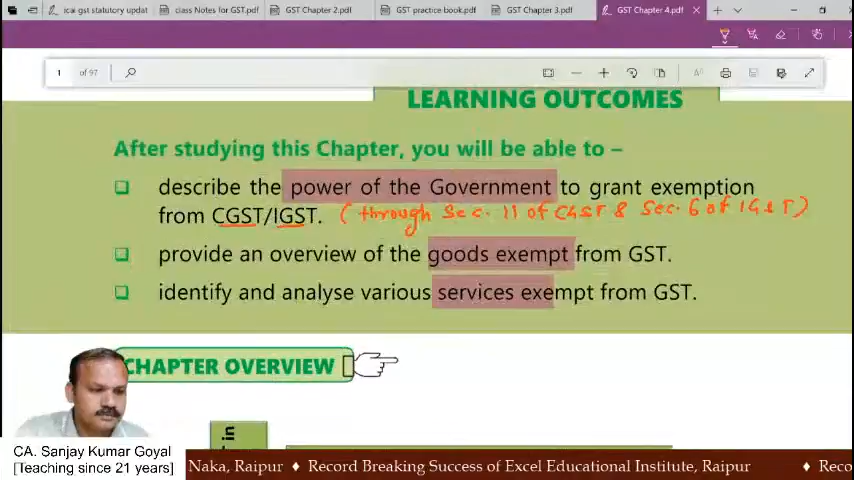 icai gst statutory updat
class Notes for GST.pdf
GST Chapter 2.pdf
GST practice book.pdf
GST Chapter 3.pdf
GST Chapter 4.pdf
1 of 97
LEARNING OUTCOMES
After studying this Chapter, you will be able to –
describe the power of the Government to grant exemption
from CGST/IGST. (through Sec. 11 of CGST & Sec. 6 of IGST)
provide an overview of the goods exempt from GST.
identify and analyse various services exempt from GST.
CHAPTER OVERVIEW
in
CA. Sanjay Kumar Goyal
[Teaching since 21 years]
Naka, Raipur ♦ Record Breaking Success of Excel Educational Institute, Raipur ♦ Reco